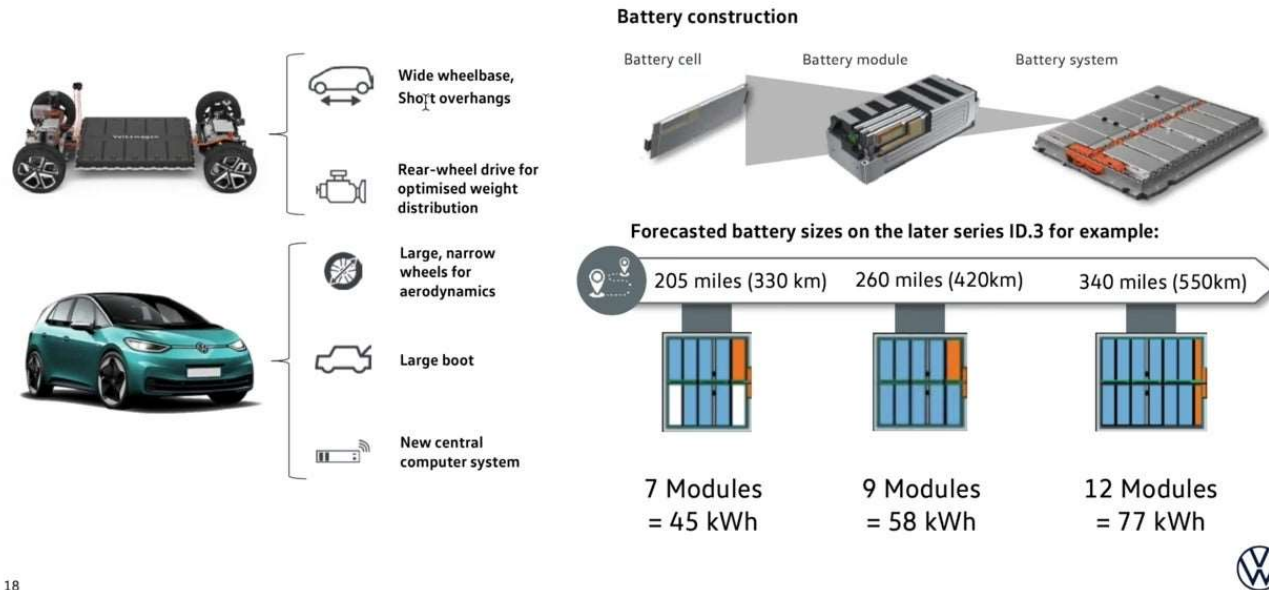 Wide wheelbase,
Short overhangs
Rear-wheel drive for
optimised weight
distribution
Large, narrow
wheels for
aerodynamics
Large boot
New central
computer system
Battery construction
Battery cell
Battery module
Battery system
Forecasted battery sizes on the later series ID.3 for example:
205 miles (330 km)
260 miles (420km)
340 miles (550km)
7 Modules
= 45 kWh
9 Modules
= 58 kWh
12 Modules
= 77 kWh
18